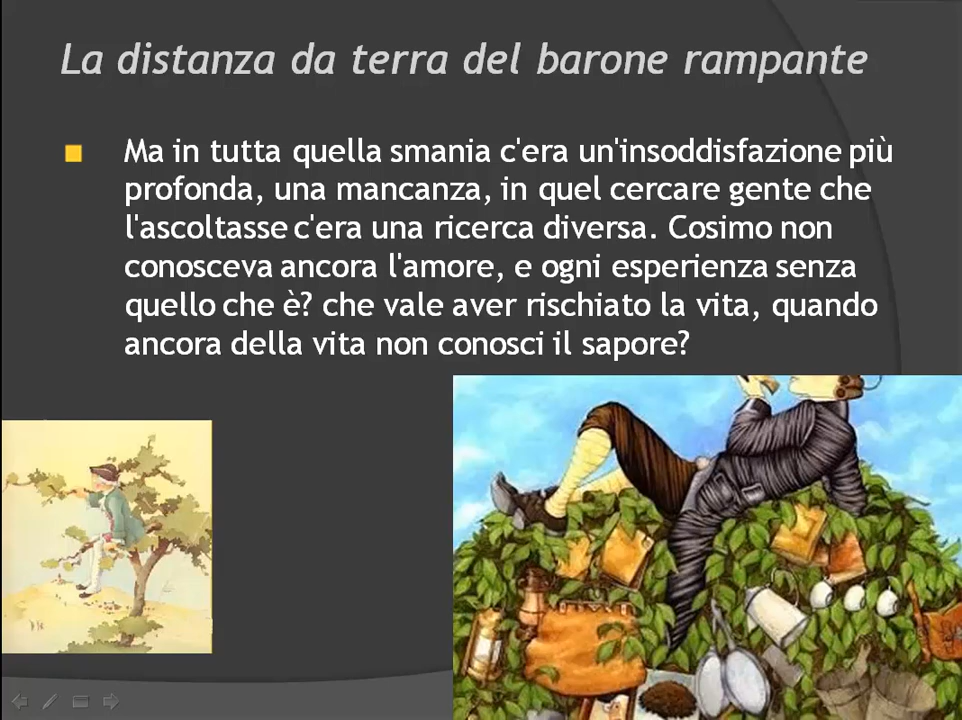 La distanza da terra del barone rampante
Ma in tutta quella smania c'era un'insoddisfazione più
profonda, una mancanza, in quel cercare gente che
l'ascoltasse c'era una ricerca diversa. Cosimo non
conosceva ancora l'amore, e ogni esperienza senza
quello che è? che vale aver rischiato la vita, quando
ancora della vita non conosci il sapore?